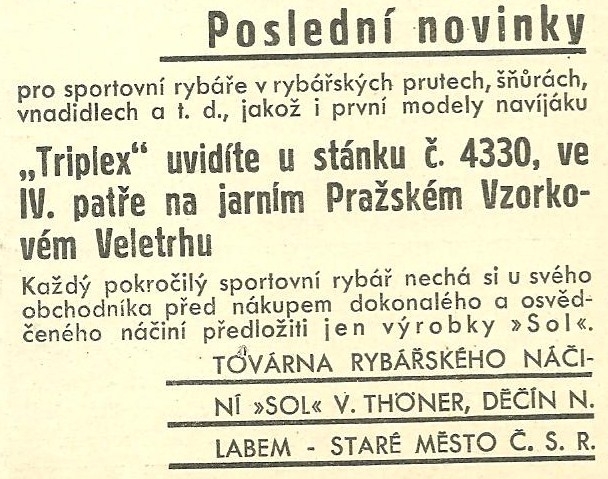 Poslední novinky
pro sportovní rybáře v rybářských prutech, šňůrách,
vnadidlech a t. d., jakož i první modely navíjáku
„Triplex“ uvidíte u stánku č. 4330, ve
IV. patře na jarním Pražském Vzorko-
vém Veletrhu
Každý pokročilý sportovní rybář nechá si u svého
obchodníka před nákupem dokonalého a osvěd-
čeného náčiní předložiti jen výrobky »Sol«.
TOVÁRNA RYBÁŘSKÉHO NÁČI-
NÍ »SOL« V. THÖNER, DĚČÍN N.
LABEM - STARÉ MĚSTO Č. S. R.